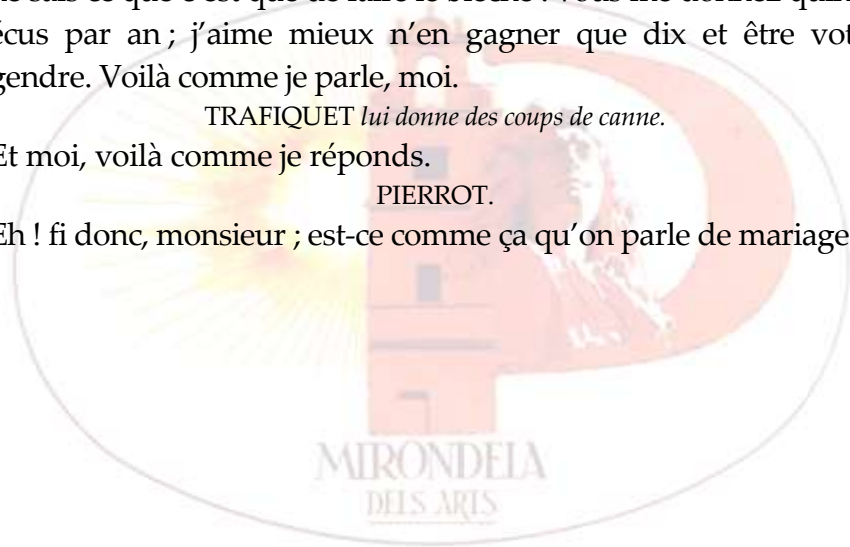 écus par an ; j’aime mieux n’en gagner que dix et être
gendre. Voilà comme je parle, moi.
TRAFIQUET lui donne des coups de canne.
Et moi, voilà comme je réponds.
PIERROT.
Eh ! fi donc, monsieur ; est-ce comme ça qu’on parle de mariage
MIRONDELA
DELS ARTS